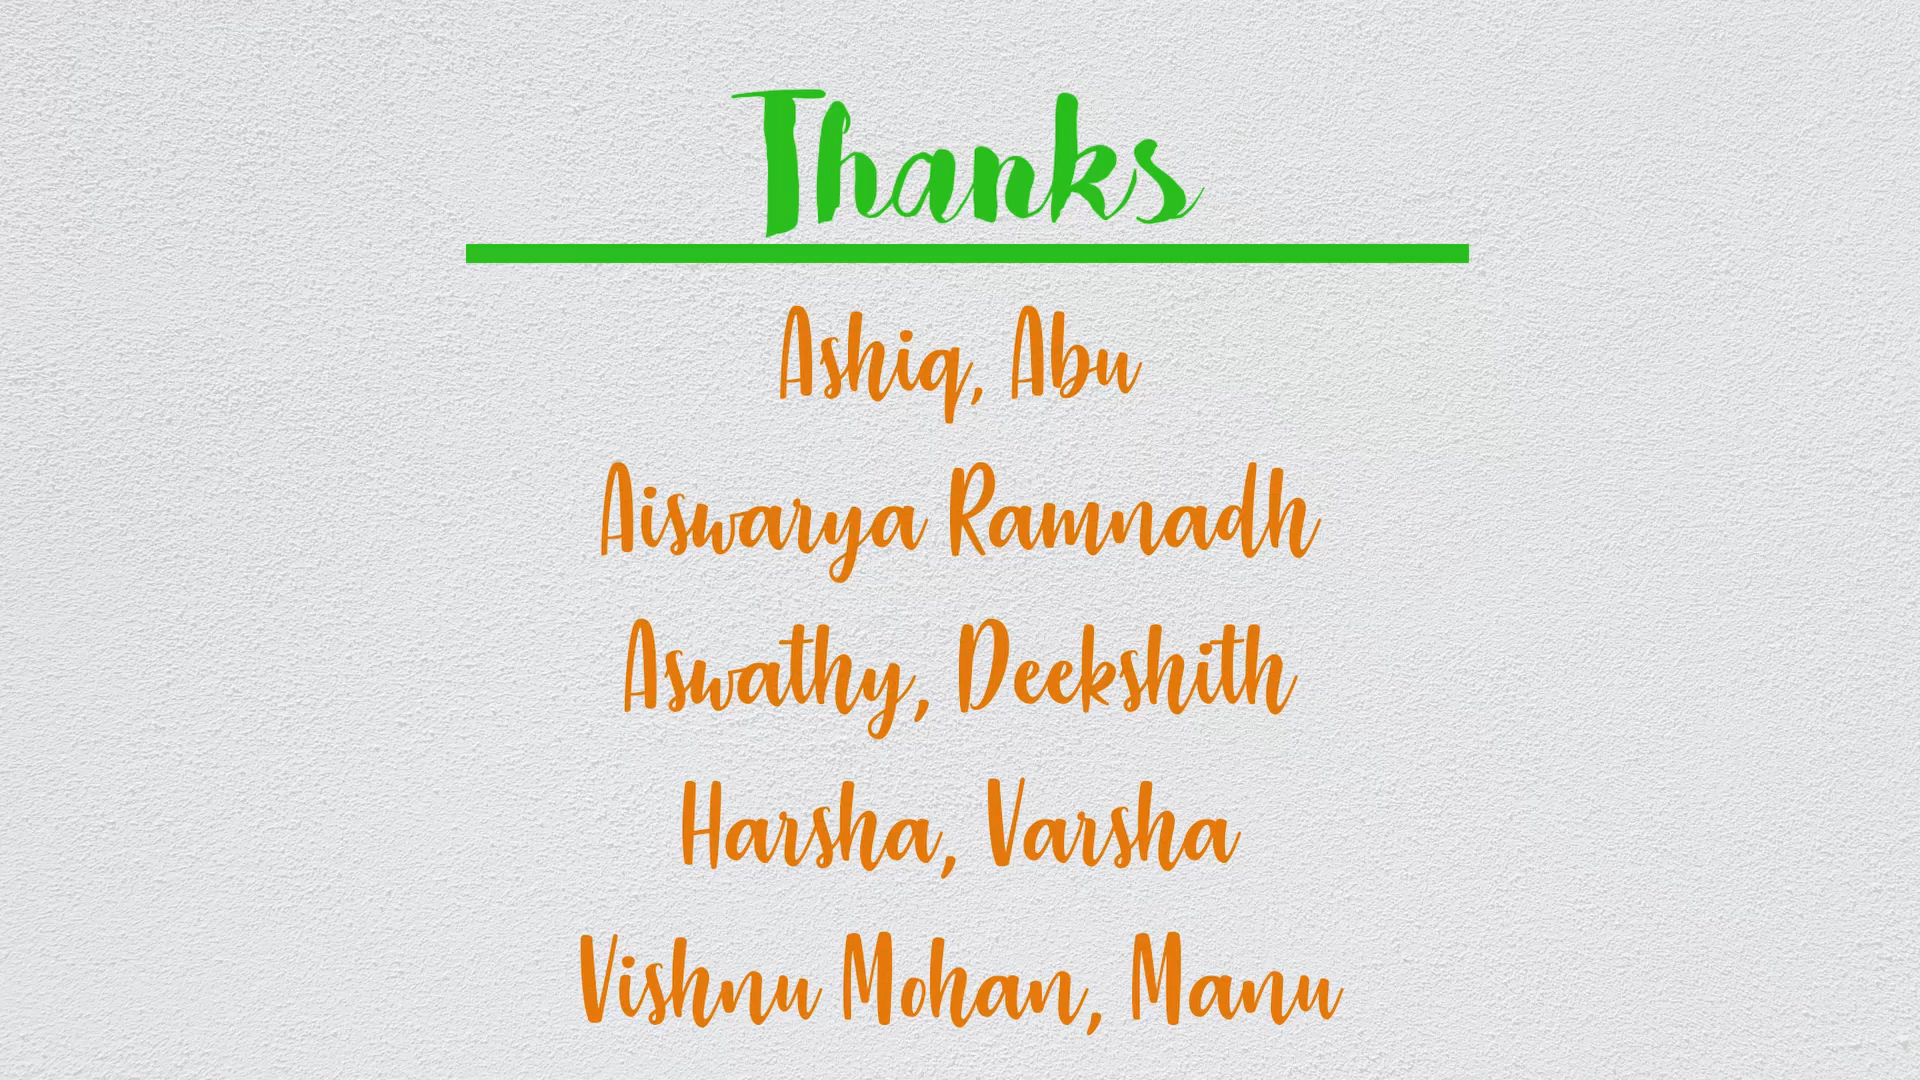 Thanks
Ashiq, Abu
Aiswarya Ramnadh
Aswathy, Deekshith
Harsha, Varsha
Vishnu Mohan, Manu